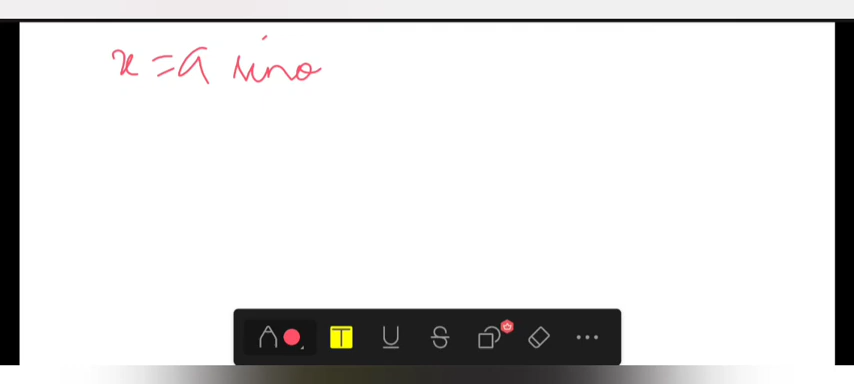 x = a sinθ